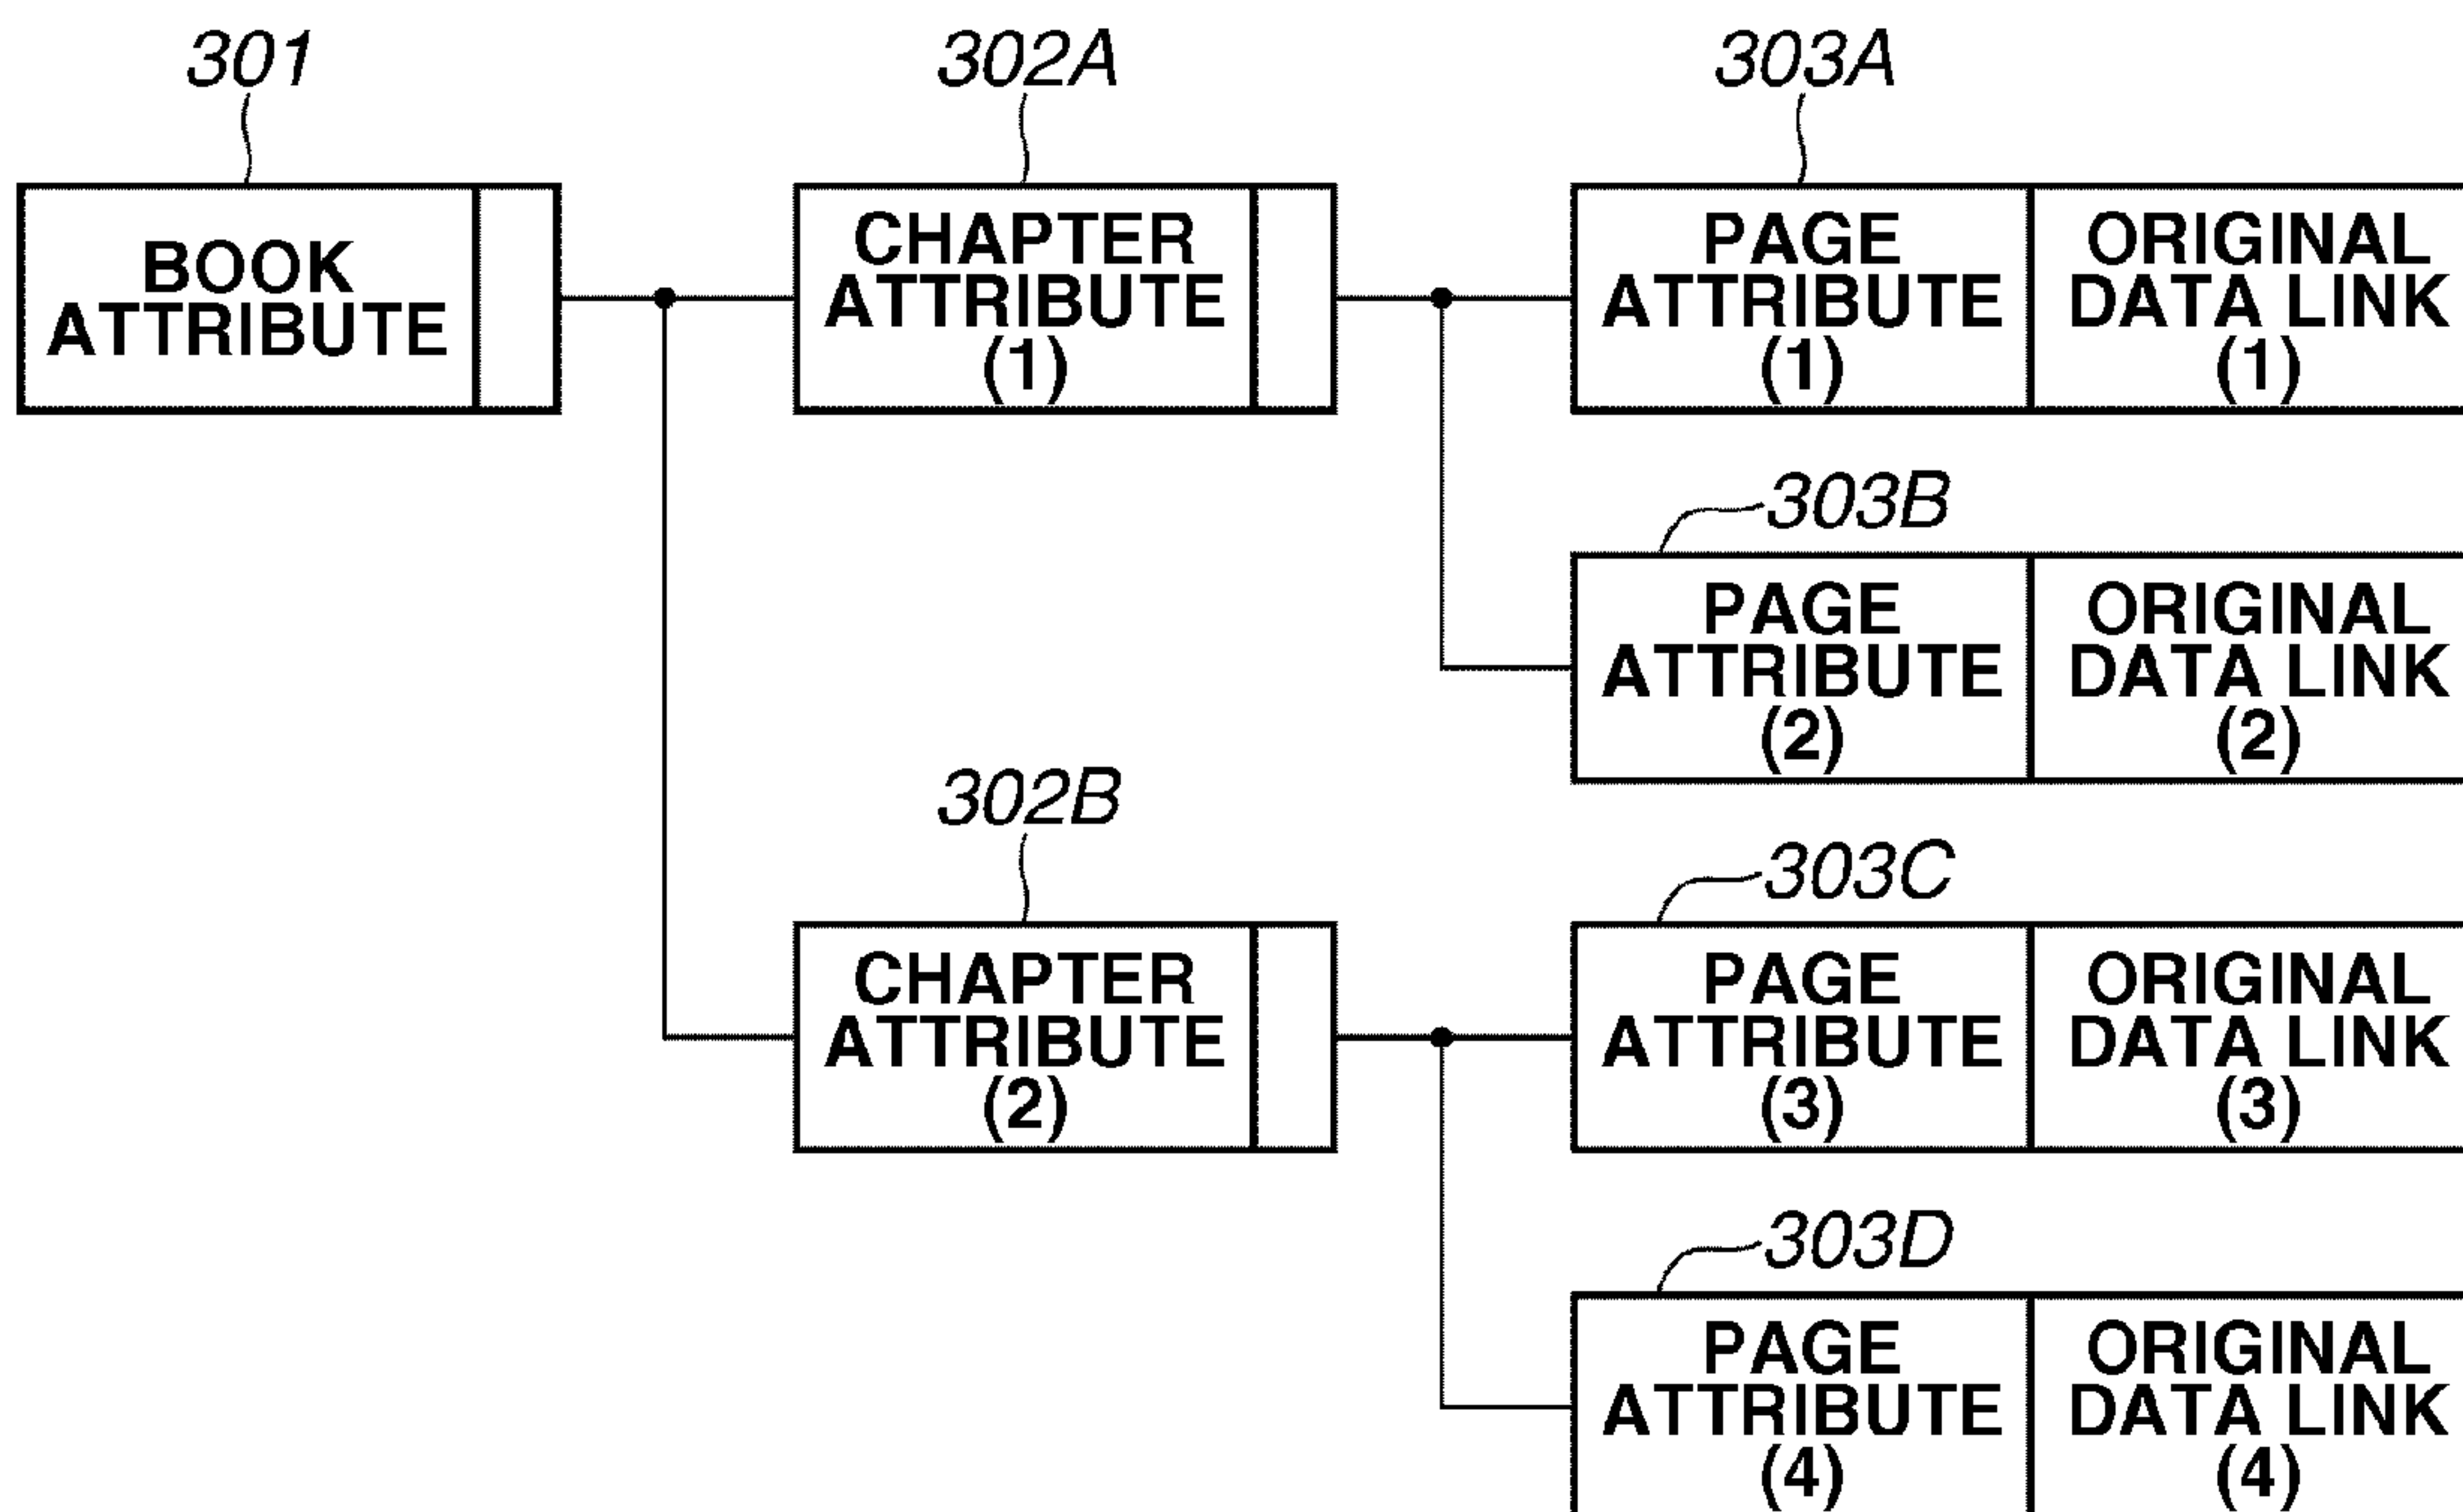 301
302A
303A
BOOK
ATTRIBUTE
CHAPTER
ATTRIBUTE
(1)
PAGE
ATTRIBUTE
(1)
ORIGINAL
DATA LINK
(1)
303B
PAGE
ATTRIBUTE
(2)
ORIGINAL
DATA LINK
(2)
302B
303C
CHAPTER
ATTRIBUTE
(2)
PAGE
ATTRIBUTE
(3)
ORIGINAL
DATA LINK
(3)
303D
PAGE
ATTRIBUTE
(4)
ORIGINAL
DATA LINK
(4)